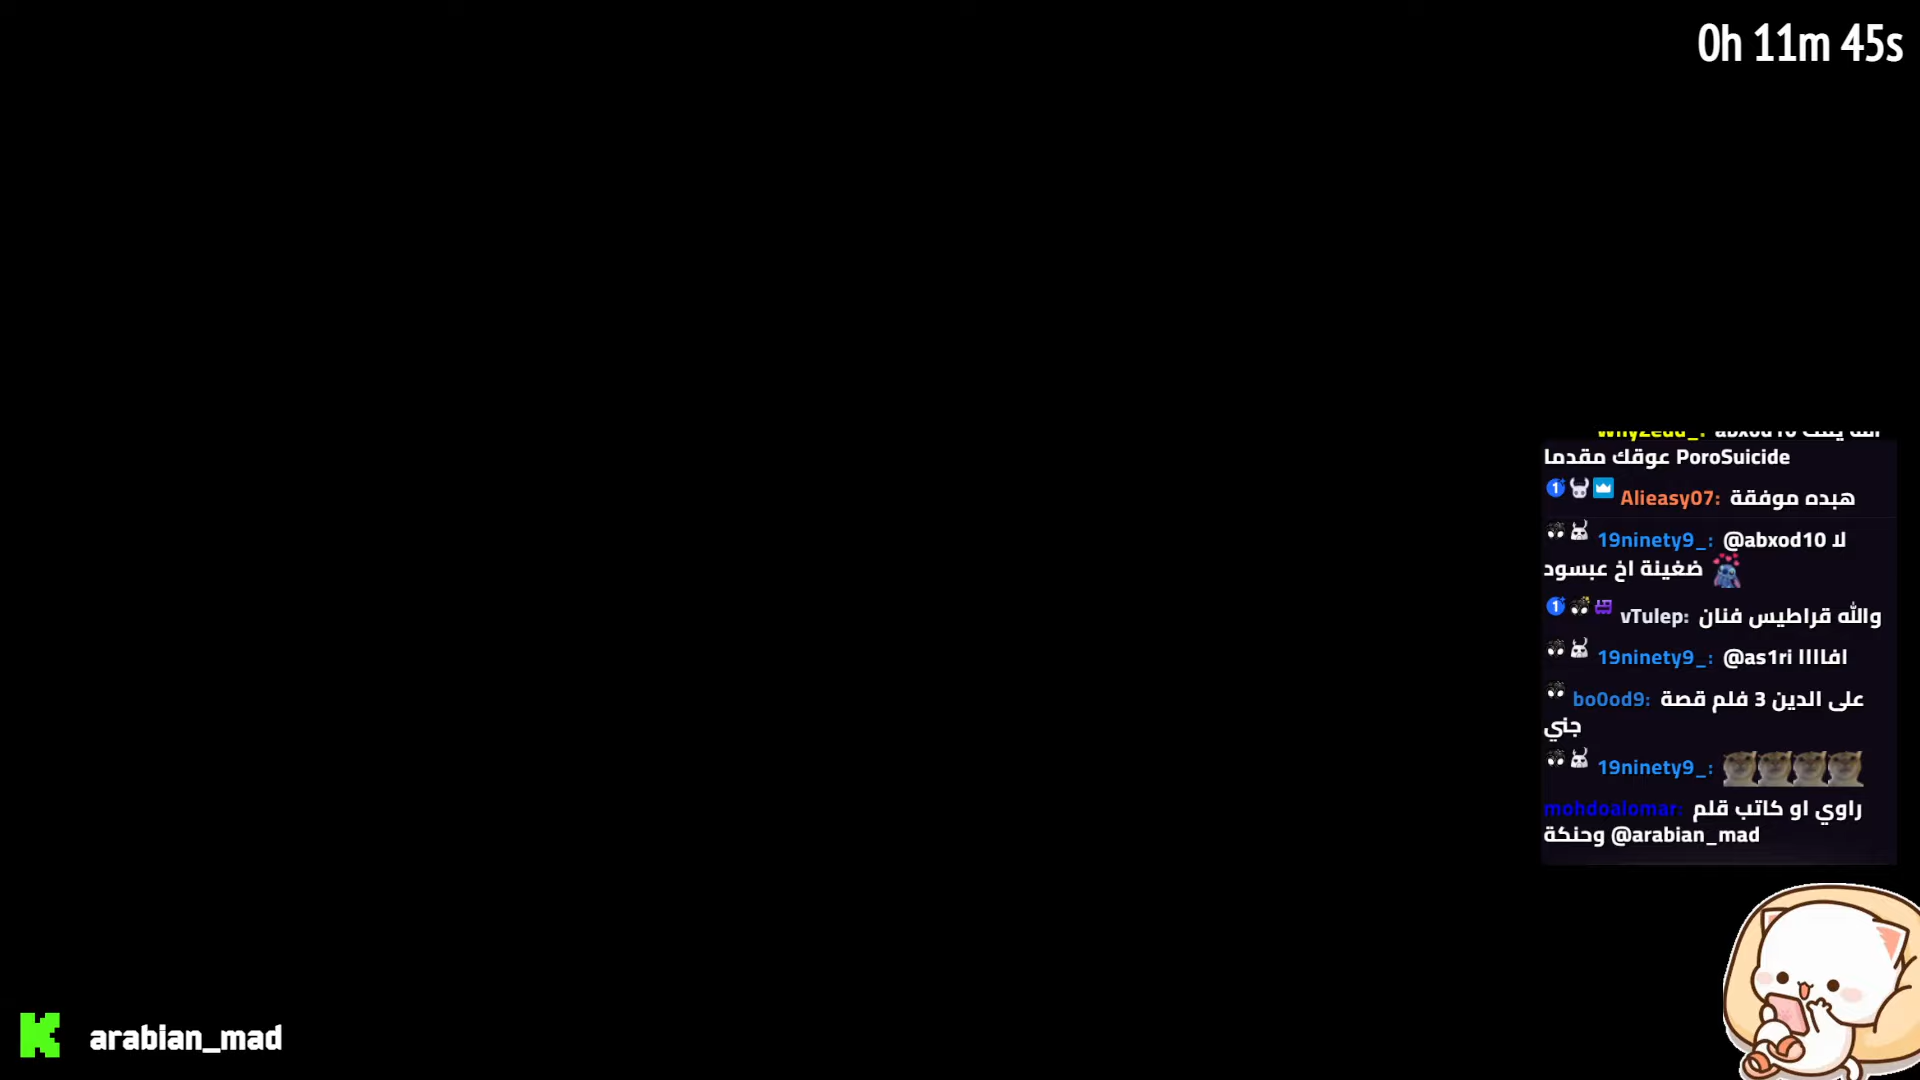 0h 11m 45s
عوقك مقدما PoroSuicide
Alieasy07: هبده موفقة
19ninety9_: @abxod10 لا
ضغينة اخ عبسود
vTulep: والله قراطيس فنان
19ninety9_: @as1ri افاااا
bo0od9: على الدين 3 فلم قصة
جني
19ninety9_:
mohdoalomar: راوي او كاتب قلم
وحنكة @arabian_mad
arabian_mad